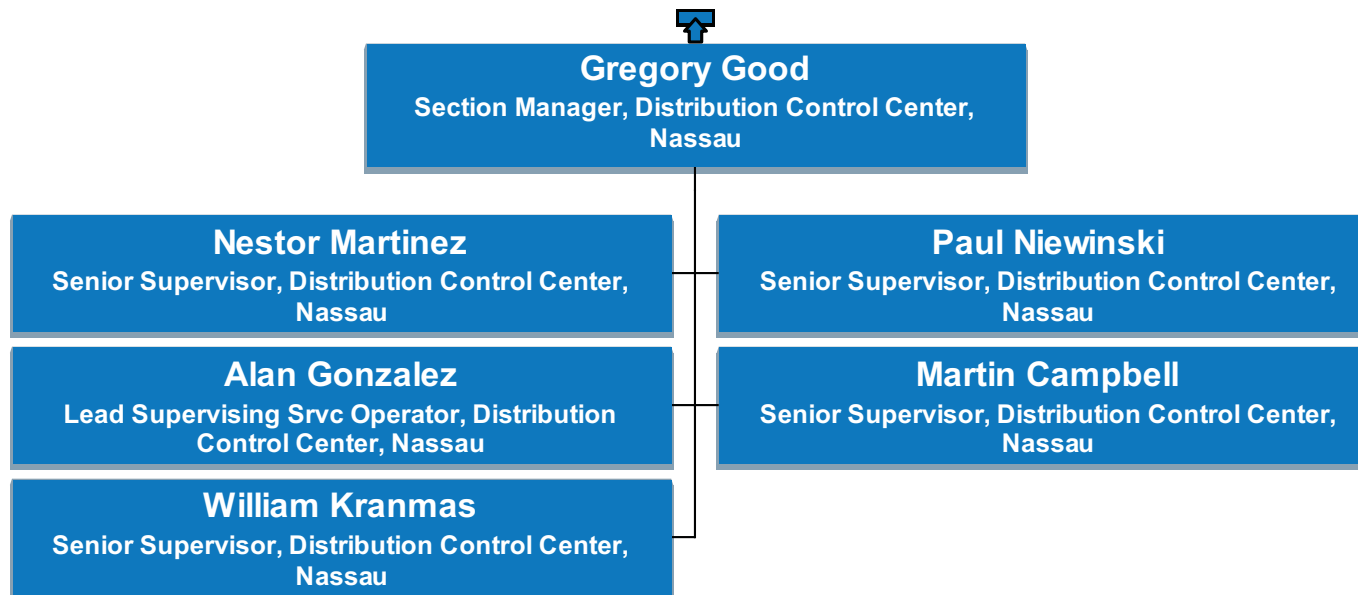 Gregory Good
Section Manager, Distribution Control Center,
Nassau
Nestor Martinez
Senior Supervisor, Distribution Control Center,
Nassau
Paul Niewinski
Senior Supervisor, Distribution Control Center,
Nassau
Alan Gonzalez
Lead Supervising Srvc Operator, Distribution
Control Center, Nassau
Martin Campbell
Senior Supervisor, Distribution Control Center,
Nassau
William Kranmas
Senior Supervisor, Distribution Control Center,
Nassau